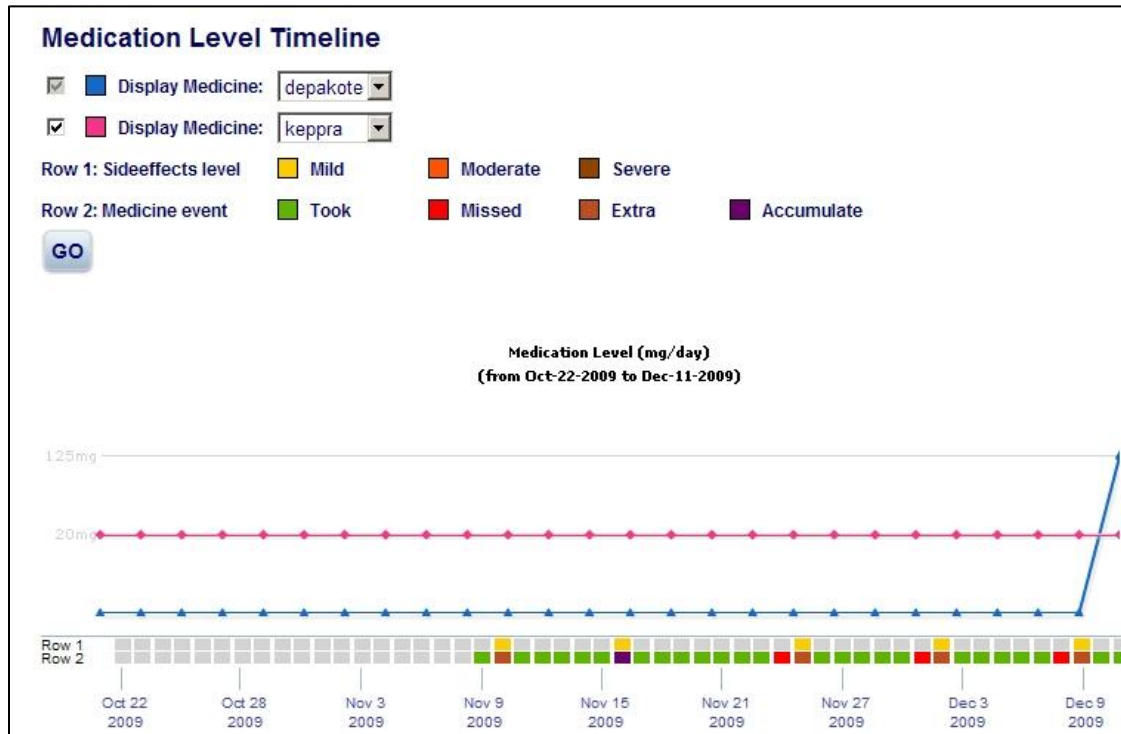 Medication Level Timeline
Display Medicine: depakote
Display Medicine: keppra
Row 1: Sideeffects level Mild Moderate Severe
Row 2: Medicine event Took Missed Extra Accumulate
GO
Medication Level (mg/day)
(from Oct-22-2009 to Dec-11-2009)
125mg
20mg
Row 1
Row 2
Oct 22 Oct 28 Nov 3 Nov 9 Nov 15 Nov 21 Nov 27 Dec 3 Dec 9
2009 2009 2009 2009 2009 2009 2009 2009 2009